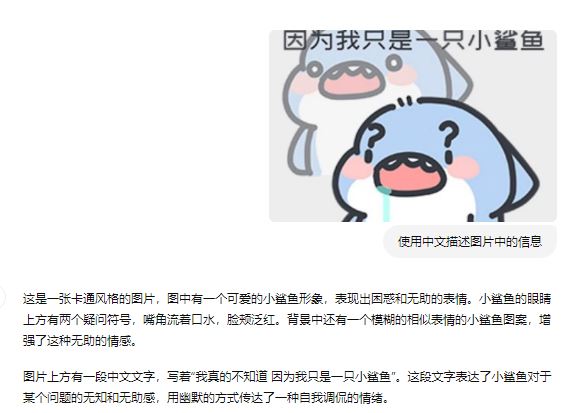 因为我只是一只小鲨鱼
? ?
使用中文描述图片中的信息
这是一张卡通风格的图片，图中有一个可爱的小鲨鱼形象，表现出困惑和无助的表情。小鲨鱼的眼睛
上方有两个疑问符号，嘴角流着口水，脸颊泛红。背景中还有一个模糊的相似表情的小鲨鱼图案，增
强了这种无助的情感。
图片上方有一段中文文字，写着“我真的不知道 因为我只是一只小鲨鱼”。这段文字表达了小鲨鱼对于
某个问题的无知和无助感，用幽默的方式传达了一种自我调侃的情绪。